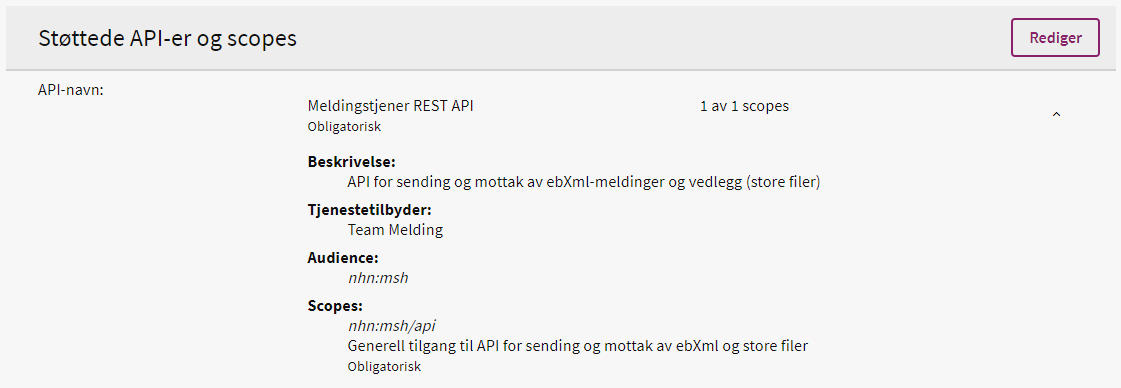 Støttede API-er og scopes
Rediger
API-navn:
Meldingstjener REST API
1 av 1 scopes
Obligatorisk
Beskrivelse:
API for sending og mottak av ebXml-meldinger og vedlegg (store filer)
Tjenestetilbyder:
Team Melding
Audience:
nhn:msh
Scopes:
nhn:msh/api
Generell tilgang til API for sending og mottak av ebXml og store filer
Obligatorisk